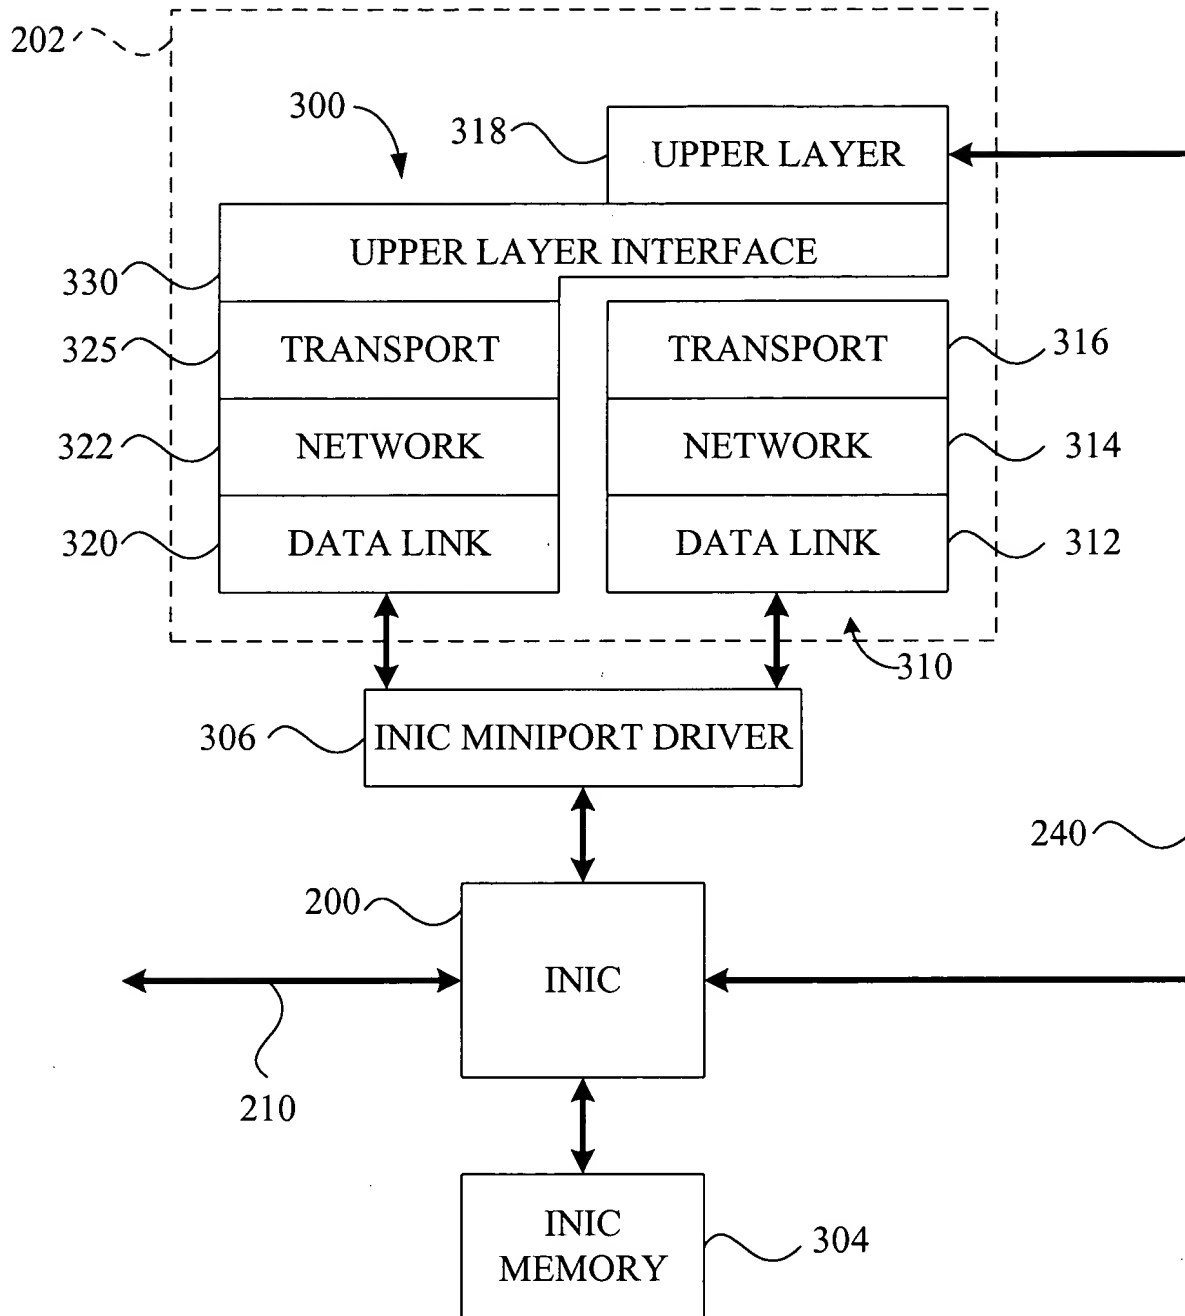 202
300
318
UPPER LAYER
UPPER LAYER INTERFACE
330
325
TRANSPORT
TRANSPORT
316
322
NETWORK
NETWORK
314
320
DATA LINK
DATA LINK
312
310
306
INIC MINIPORT DRIVER
240
200
INIC
210
INIC
MEMORY
304